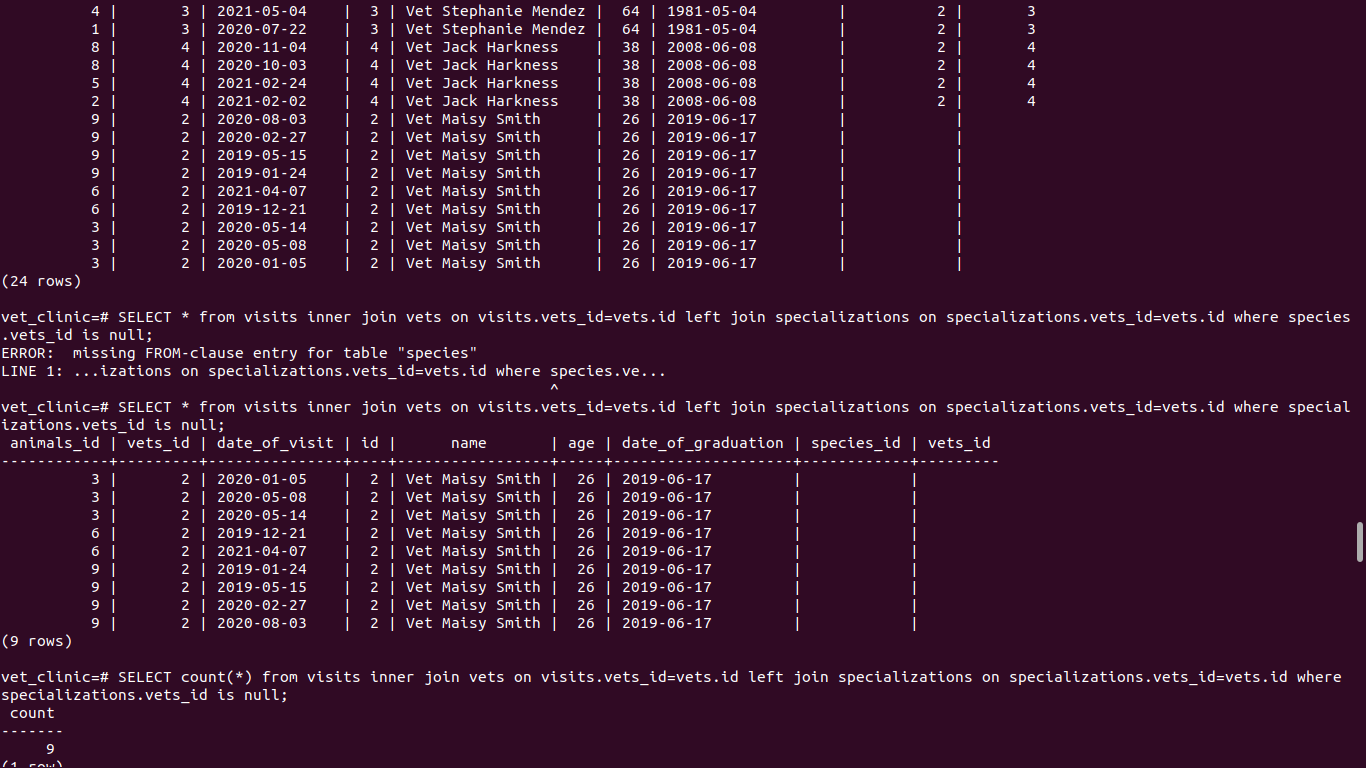 4 |         3 | 2021-05-04    |  3 | Vet Stephanie Mendez |  64 | 1981-05-04         |          2 |       3
          1 |         3 | 2020-07-22    |  3 | Vet Stephanie Mendez |  64 | 1981-05-04         |          2 |       3
          8 |         4 | 2020-11-04    |  4 | Vet Jack Harkness    |  38 | 2008-06-08         |          2 |       4
          8 |         4 | 2020-10-03    |  4 | Vet Jack Harkness    |  38 | 2008-06-08         |          2 |       4
          5 |         4 | 2021-02-24    |  4 | Vet Jack Harkness    |  38 | 2008-06-08         |          2 |       4
          2 |         4 | 2021-02-02    |  4 | Vet Jack Harkness    |  38 | 2008-06-08         |          2 |       4
          9 |         2 | 2020-08-03    |  2 | Vet Maisy Smith      |  26 | 2019-06-17         |            |
          9 |         2 | 2020-02-27    |  2 | Vet Maisy Smith      |  26 | 2019-06-17         |            |
          9 |         2 | 2019-05-15    |  2 | Vet Maisy Smith      |  26 | 2019-06-17         |            |
          9 |         2 | 2019-01-24    |  2 | Vet Maisy Smith      |  26 | 2019-06-17         |            |
          6 |         2 | 2021-04-07    |  2 | Vet Maisy Smith      |  26 | 2019-06-17         |            |
          6 |         2 | 2019-12-21    |  2 | Vet Maisy Smith      |  26 | 2019-06-17         |            |
          3 |         2 | 2020-05-14    |  2 | Vet Maisy Smith      |  26 | 2019-06-17         |            |
          3 |         2 | 2020-05-08    |  2 | Vet Maisy Smith      |  26 | 2019-06-17         |            |
          3 |         2 | 2020-01-05    |  2 | Vet Maisy Smith      |  26 | 2019-06-17         |            |
(24 rows)

vet_clinic=# SELECT * from visits inner join vets on visits.vets_id=vets.id left join specializations on specializations.vets_id=vets.id where species
.vets_id is null;
ERROR:  missing FROM-clause entry for table "species"
LINE 1: ...izations on specializations.vets_id=vets.id where species.ve...
                                                             ^
vet_clinic=# SELECT * from visits inner join vets on visits.vets_id=vets.id left join specializations on specializations.vets_id=vets.id where special
izations.vets_id is null;
 animals_id | vets_id | date_of_visit | id |      name       | age | date_of_graduation | species_id | vets_id
------------+---------+---------------+----+-----------------+-----+--------------------+------------+---------
          3 |       2 | 2020-01-05    |  2 | Vet Maisy Smith |  26 | 2019-06-17         |            |
          3 |       2 | 2020-05-08    |  2 | Vet Maisy Smith |  26 | 2019-06-17         |            |
          3 |       2 | 2020-05-14    |  2 | Vet Maisy Smith |  26 | 2019-06-17         |            |
          6 |       2 | 2019-12-21    |  2 | Vet Maisy Smith |  26 | 2019-06-17         |            |
          6 |       2 | 2021-04-07    |  2 | Vet Maisy Smith |  26 | 2019-06-17         |            |
          9 |       2 | 2019-01-24    |  2 | Vet Maisy Smith |  26 | 2019-06-17         |            |
          9 |       2 | 2019-05-15    |  2 | Vet Maisy Smith |  26 | 2019-06-17         |            |
          9 |       2 | 2020-02-27    |  2 | Vet Maisy Smith |  26 | 2019-06-17         |            |
          9 |       2 | 2020-08-03    |  2 | Vet Maisy Smith |  26 | 2019-06-17         |            |
(9 rows)

vet_clinic=# SELECT count(*) from visits inner join vets on visits.vets_id=vets.id left join specializations on specializations.vets_id=vets.id where
specializations.vets_id is null;
 count
-------
     9
(1 row)